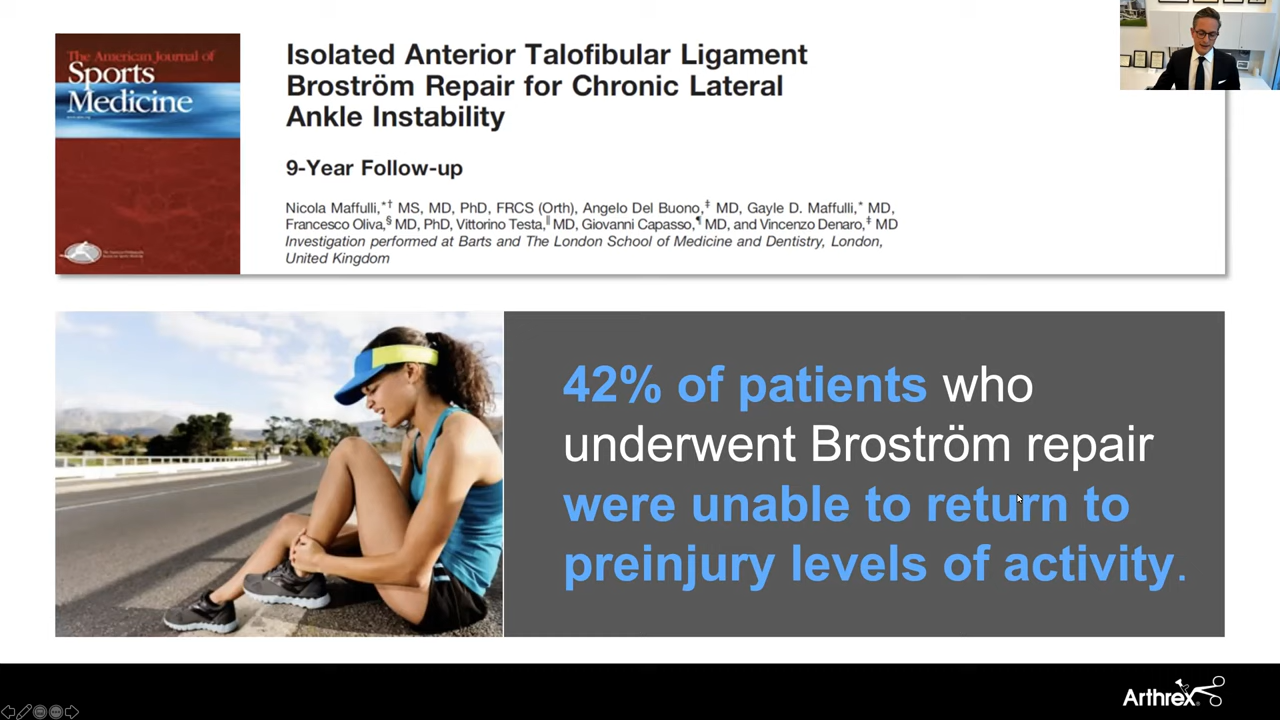 The American Journal of
Sports
Medicine
Isolated Anterior Talofibular Ligament
Broström Repair for Chronic Lateral
Ankle Instability
9-Year Follow-up
Nicola Maffulli,*† MS, MD, PhD, FRCS (Orth), Angelo Del Buono,‡ MD, Gayle D. Maffulli,* MD,
Francesco Oliva,§ MD, PhD, Vittorino Testa,‖ MD, Giovanni Capasso,¶ MD, and Vincenzo Denaro,‡ MD
Investigation performed at Barts and The London School of Medicine and Dentistry, London,
United Kingdom
42% of patients who
underwent Broström repair
were unable to return to
preinjury levels of activity.
Arthrex